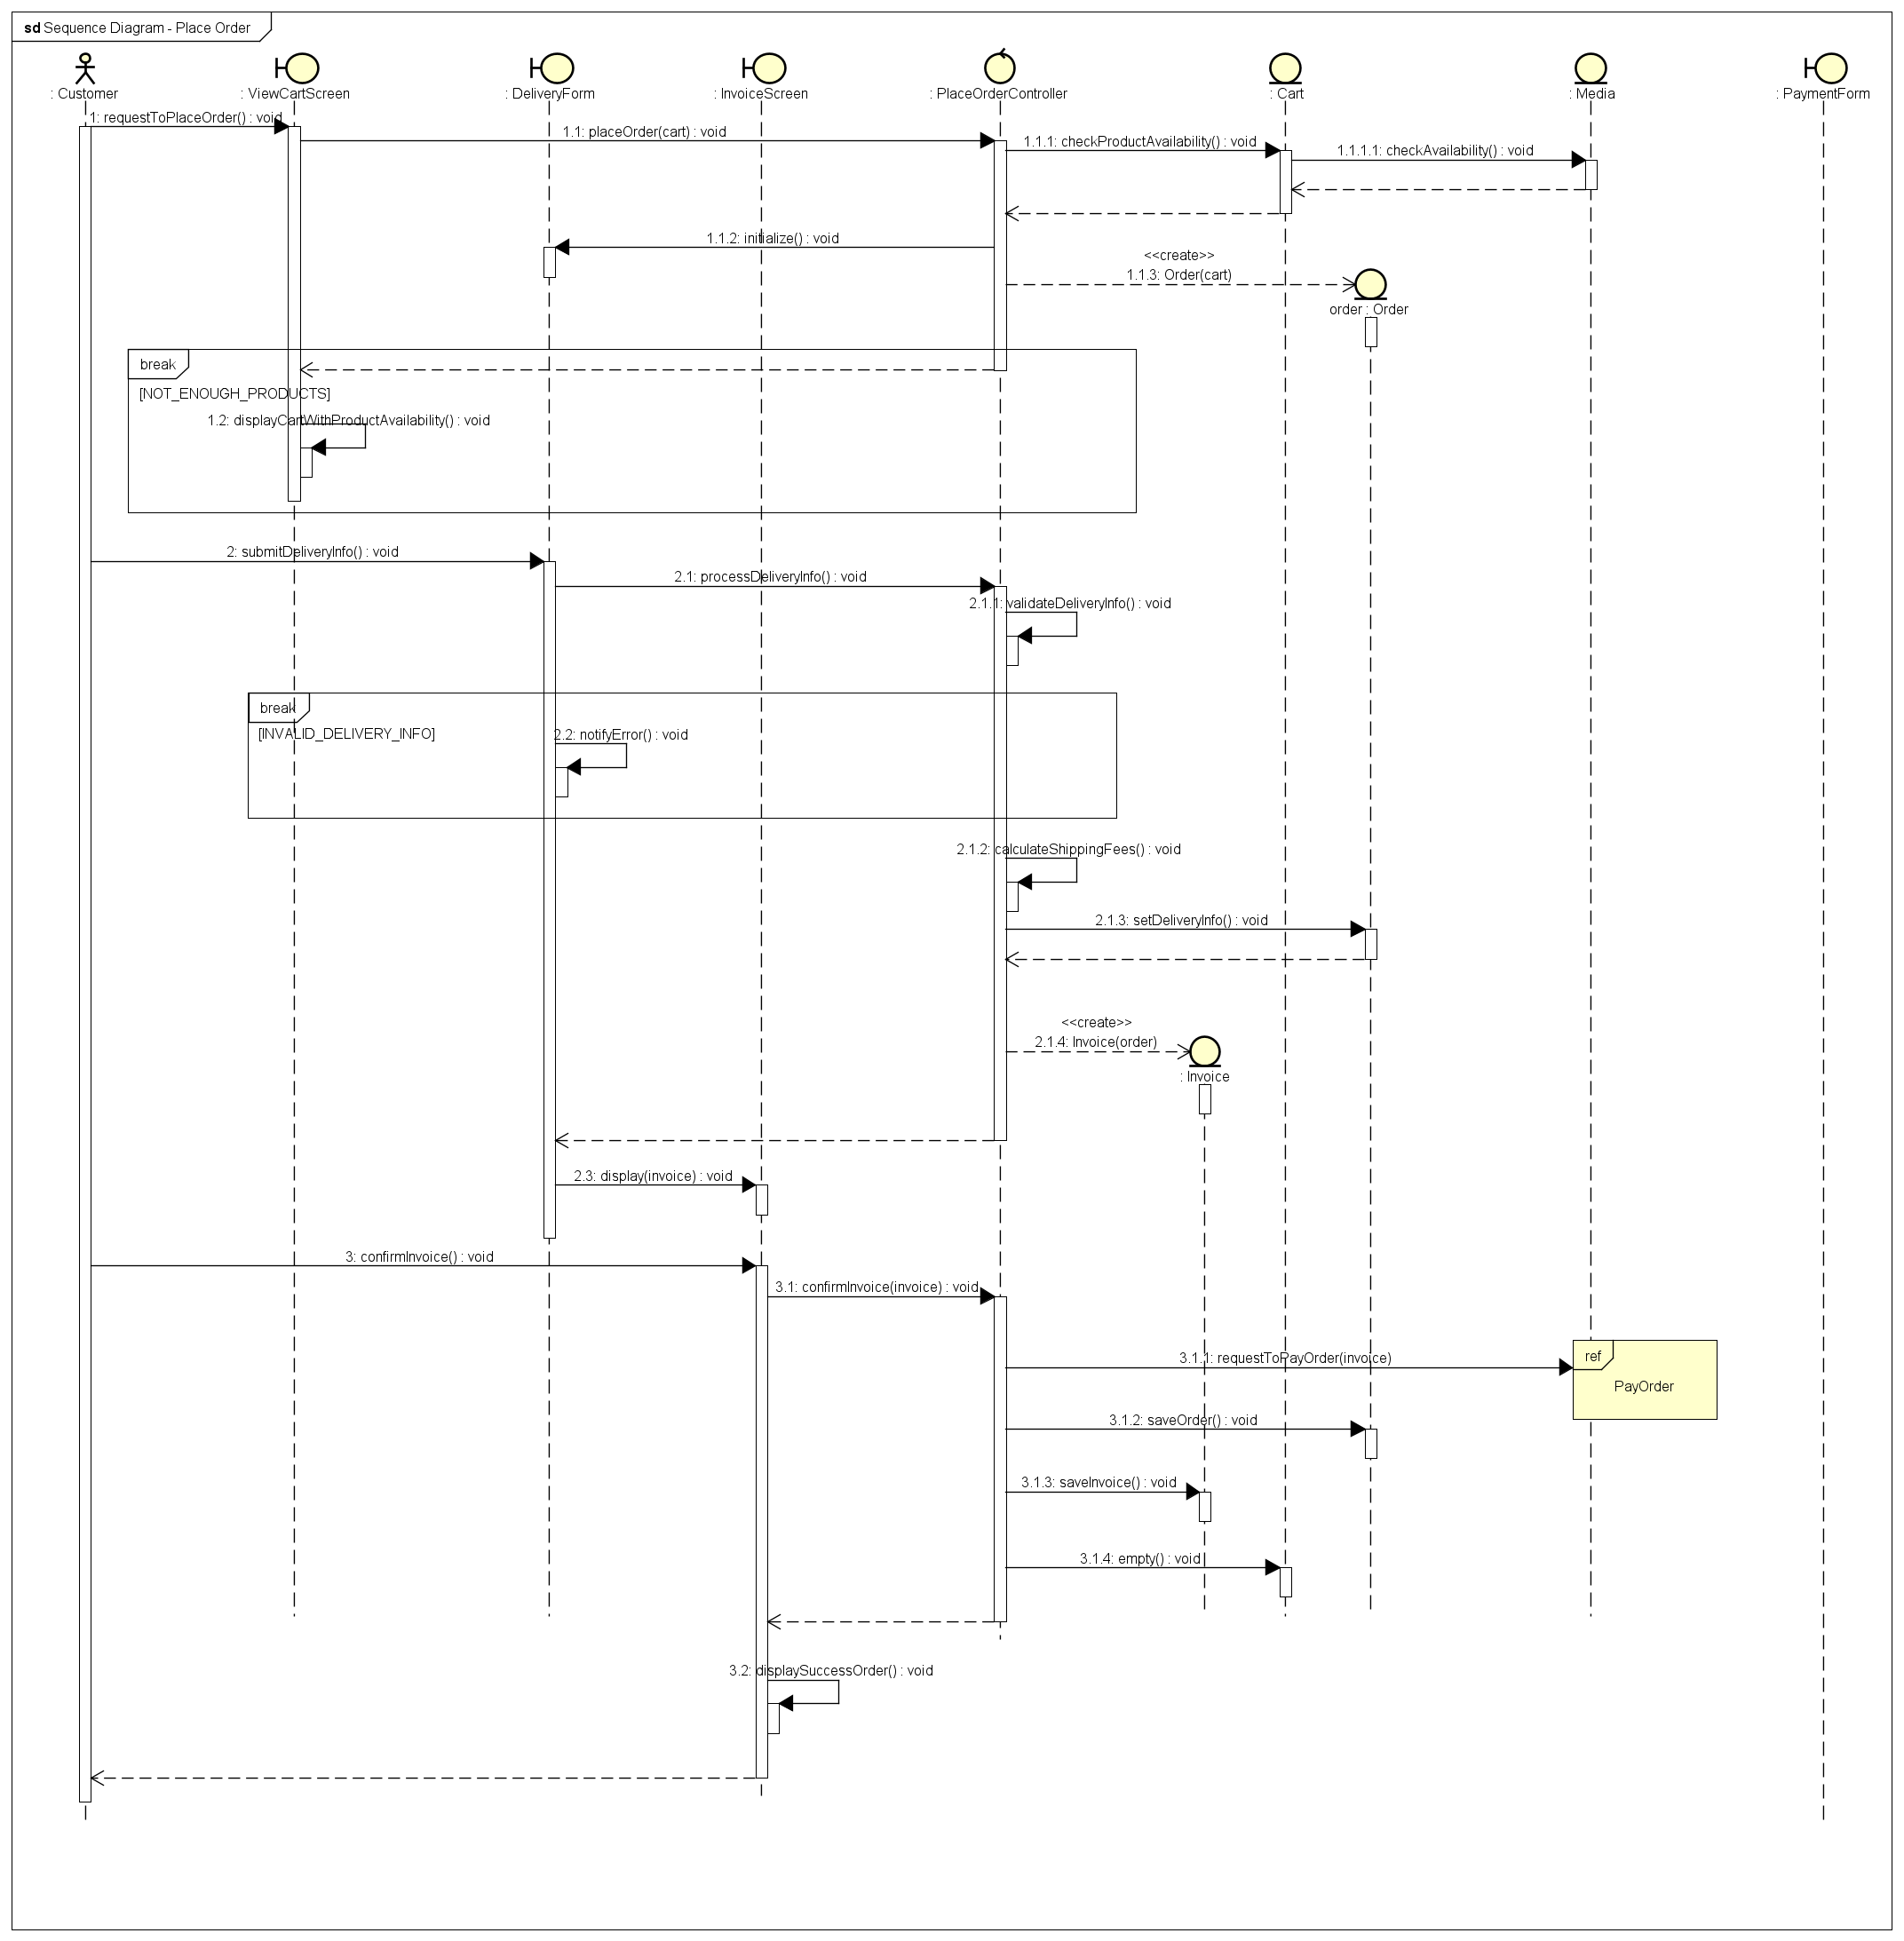 sd Sequence Diagram - Place Order
: Customer
: ViewCartScreen
: DeliveryForm
: InvoiceScreen
: PlaceOrderController
: Cart
: Media
: PaymentForm
1: requestToPlaceOrder() : void
1.1: placeOrder(cart) : void
1.1.1: checkProductAvailability() : void
1.1.1.1: checkAvailability() : void
1.1.2: initialize() : void
<<create>>
1.1.3: Order(cart)
order : Order
break
[NOT_ENOUGH_PRODUCTS]
1.2: displayCartWithProductAvailability() : void
2: submitDeliveryInfo() : void
2.1: processDeliveryInfo() : void
2.1.1: validateDeliveryInfo() : void
break
[INVALID_DELIVERY_INFO]
2.2: notifyError() : void
2.1.2: calculateShippingFees() : void
2.1.3: setDeliveryInfo() : void
<<create>>
2.1.4: Invoice(order)
: Invoice
2.3: display(invoice) : void
3: confirmInvoice() : void
3.1: confirmInvoice(invoice) : void
3.1.1: requestToPayOrder(invoice)
ref
PayOrder
3.1.2: saveOrder() : void
3.1.3: saveInvoice() : void
3.1.4: empty() : void
3.2: displaySuccessOrder() : void